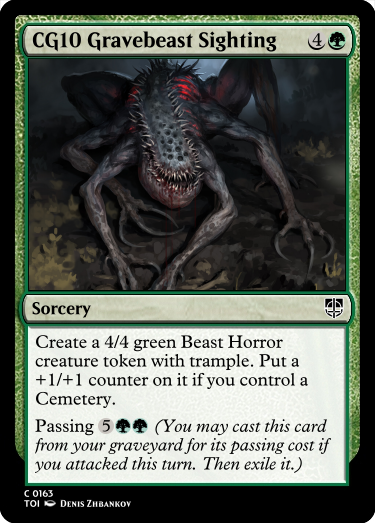 CG10 Gravebeast Sighting 4
Sorcery
Create a 4/4 green Beast Horror
creature token with trample. Put a
+1/+1 counter on it if you control a
Cemetery.
Passing 5 (You may cast this card
from your graveyard for its passing cost if
you attacked this turn. Then exile it.)
C 0163
TOI Denis Zhbankov